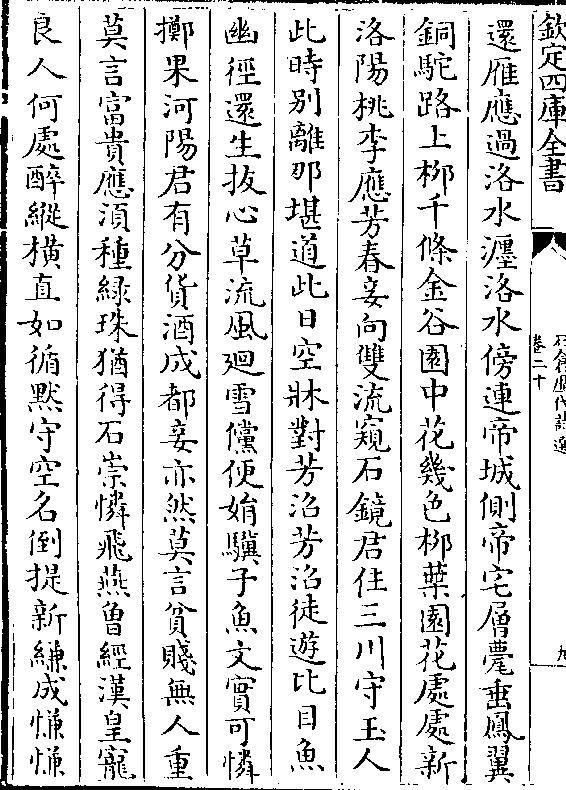 欽定四庫全書
石倉歷代詩選
卷二十
九
還雁應過洛水瀍洛水傍連帝城側帝宅層甍垂鳳翼
銅駝路上栁千條金谷園中花幾色栁葉園花處處新
洛陽桃李應芳春妾向雙流窺石鏡君住三川守玉人
此時别離那堪道此日空牀對芳沼芳沼徒遊比目魚
幽徑還生拔心草流風迴雪儻便娟驥子魚文實可憐
擲果河陽君有分貨酒成都妾亦然莫言貧賤無人重
莫言富貴應須種綠珠猶得石崇憐飛燕曾經漢皇寵
良人何處醉縱横直如循默守空名倒提新縑成慊慊